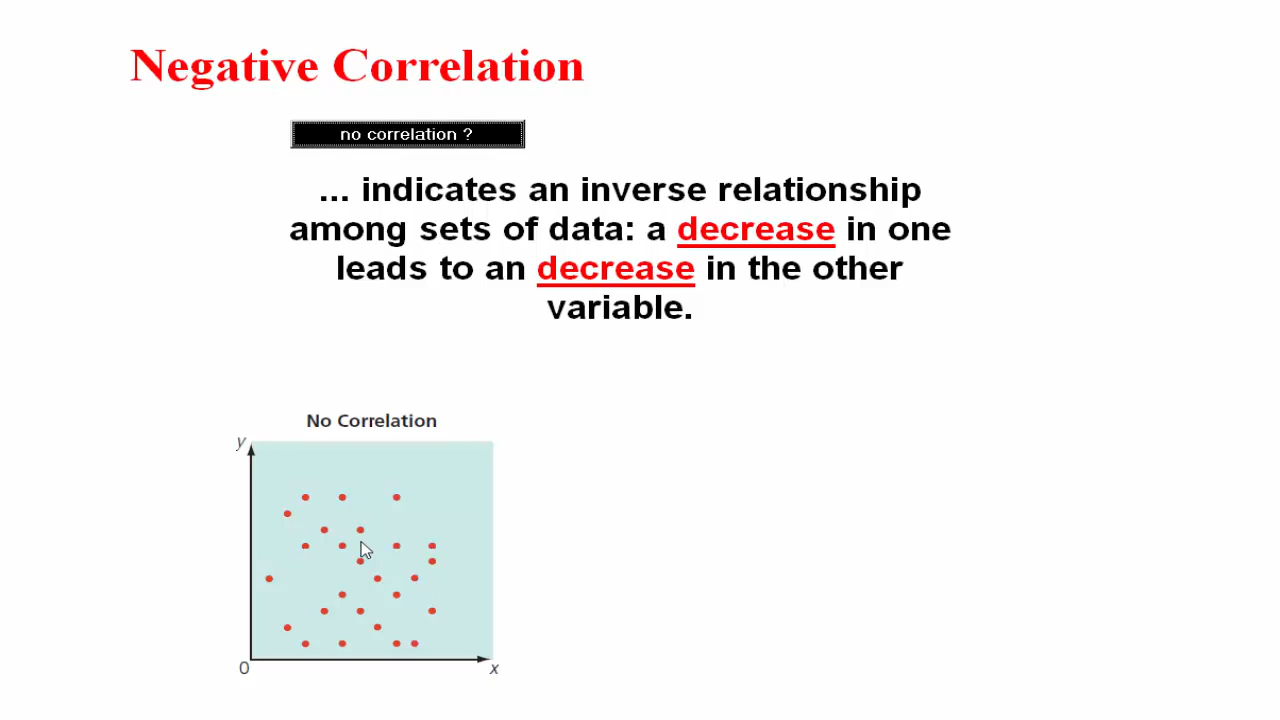 Negative Correlation
no correlation ?
... indicates an inverse relationship
among sets of data: a decrease in one
leads to an decrease in the other
variable.
No Correlation
y
0
x